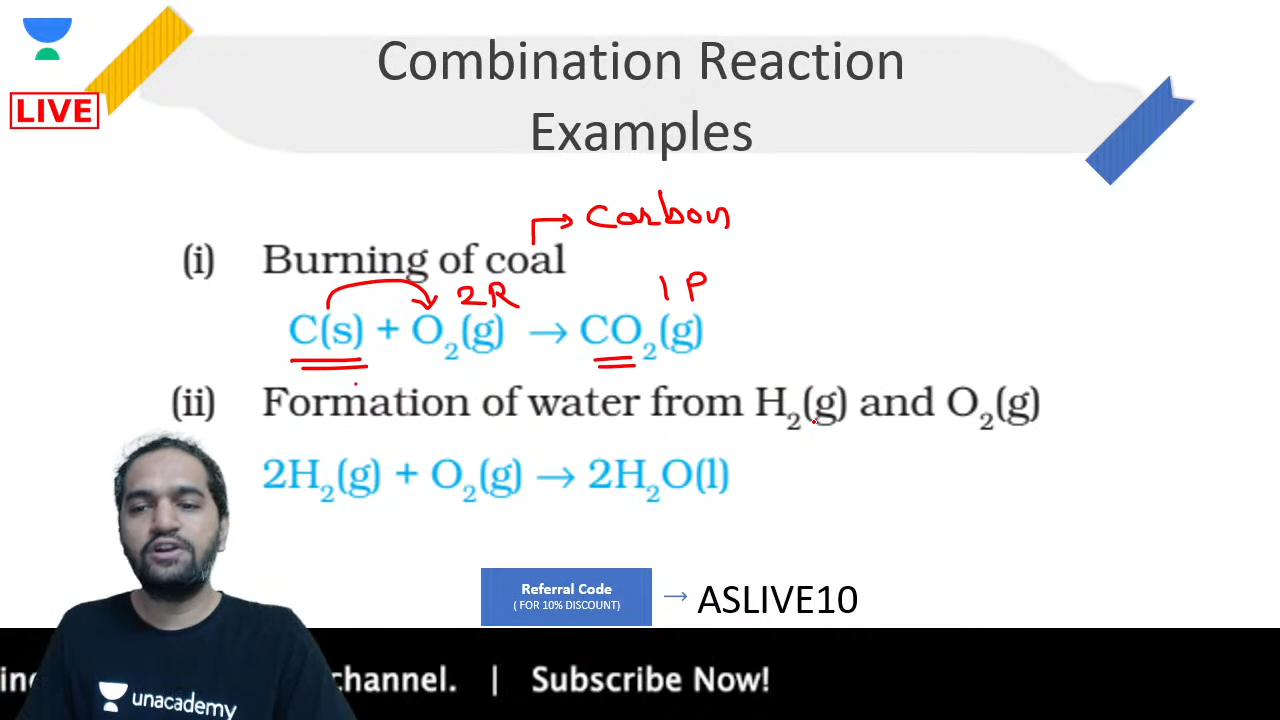 Combination Reaction
Examples
LIVE
Carbon
(i) Burning of coal
2R 1 P
C(s) + O₂(g) → CO₂(g)
(ii) Formation of water from H₂(g) and O₂(g)
2H₂(g) + O₂(g) → 2H₂O(l)
Referral Code
( FOR 10% DISCOUNT)
→ ASLIVE10
channel. | Subscribe Now!
unacademy